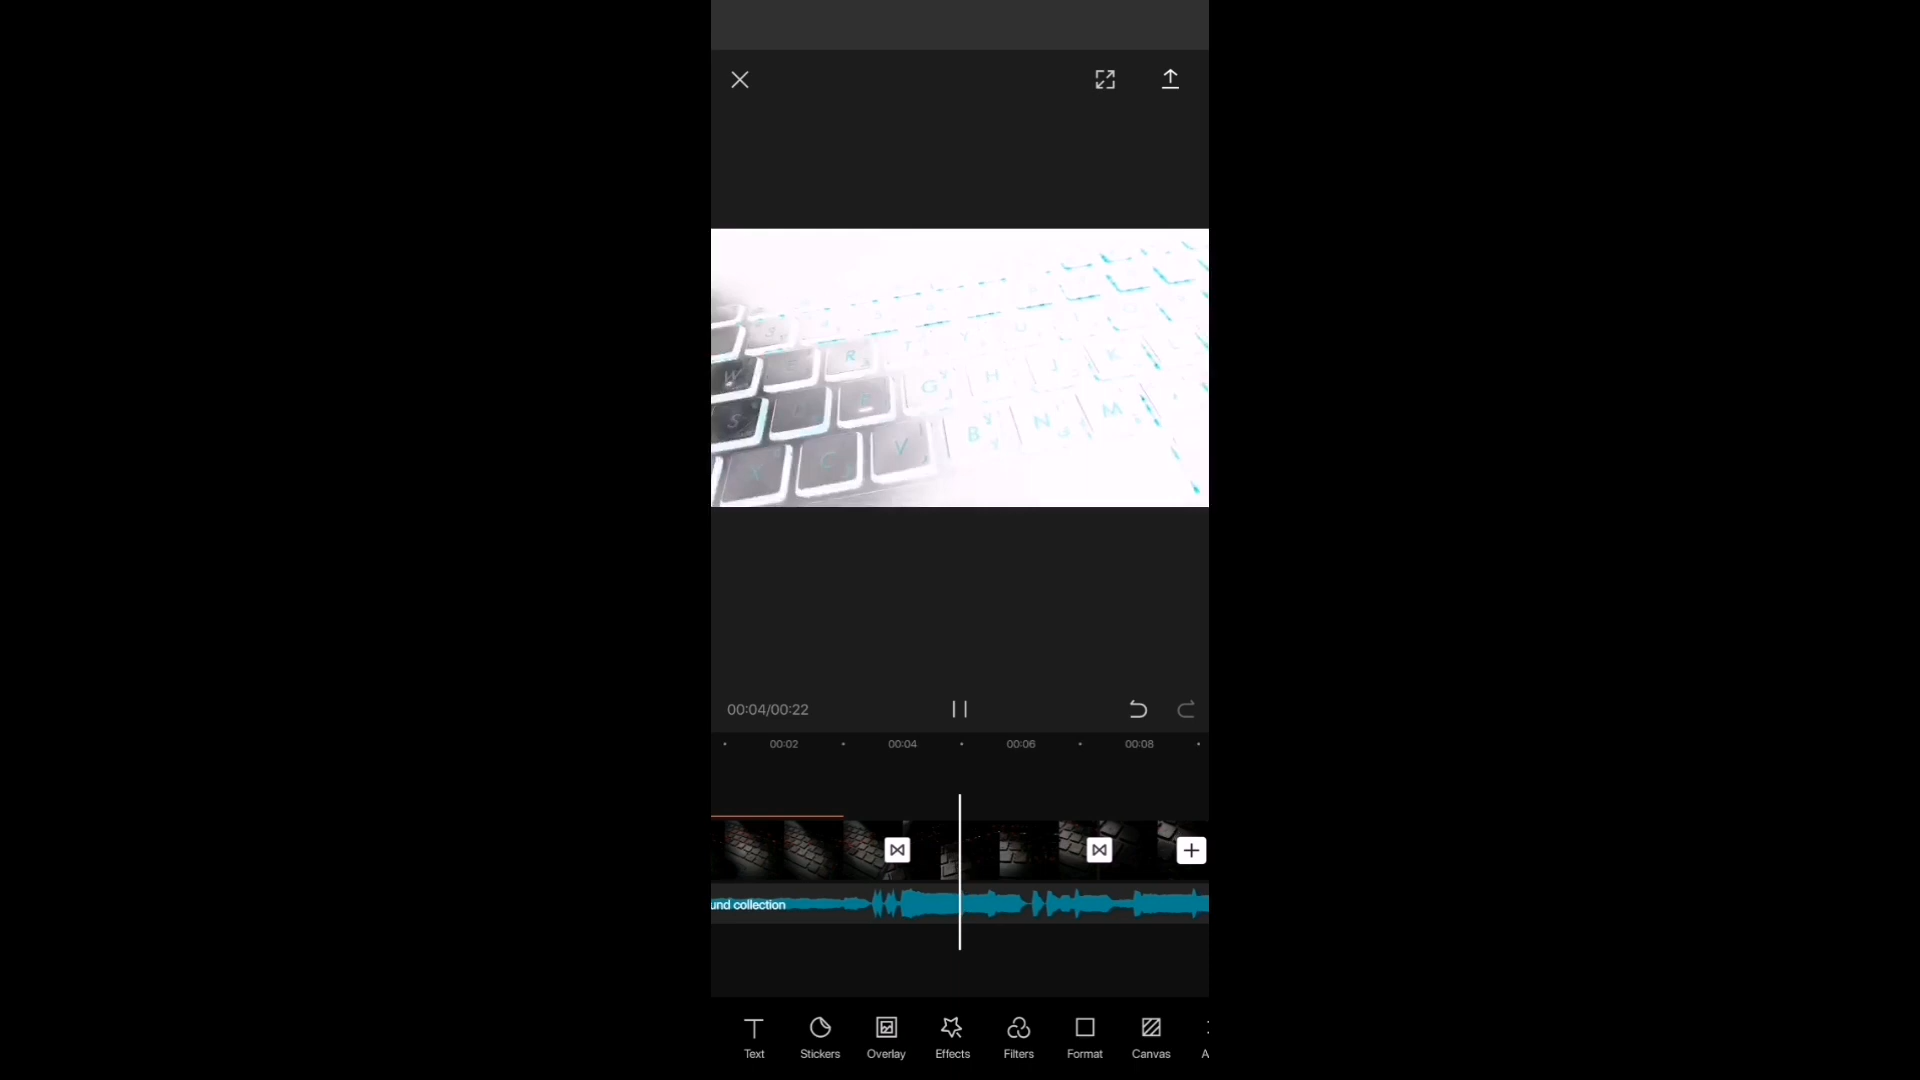 3
W E R T Y U
S G H J K
X C V B N M
00:04/00:22
00:02 00:04 00:06 00:08
und collection
Text Stickers Overlay Effects Filters Format Canvas A